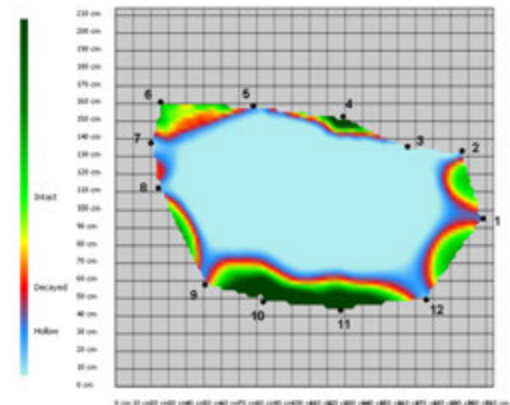 210 cm
200 cm
190 cm
180 cm
170 cm
160 cm
150 cm
140 cm
130 cm
120 cm
110 cm
100 cm
90 cm
80 cm
70 cm
60 cm
50 cm
40 cm
30 cm
20 cm
10 cm
0 cm
Intact
Decayed
Hollow
6
5
4
3
2
7
8
1
9
10
11
12
0 cm